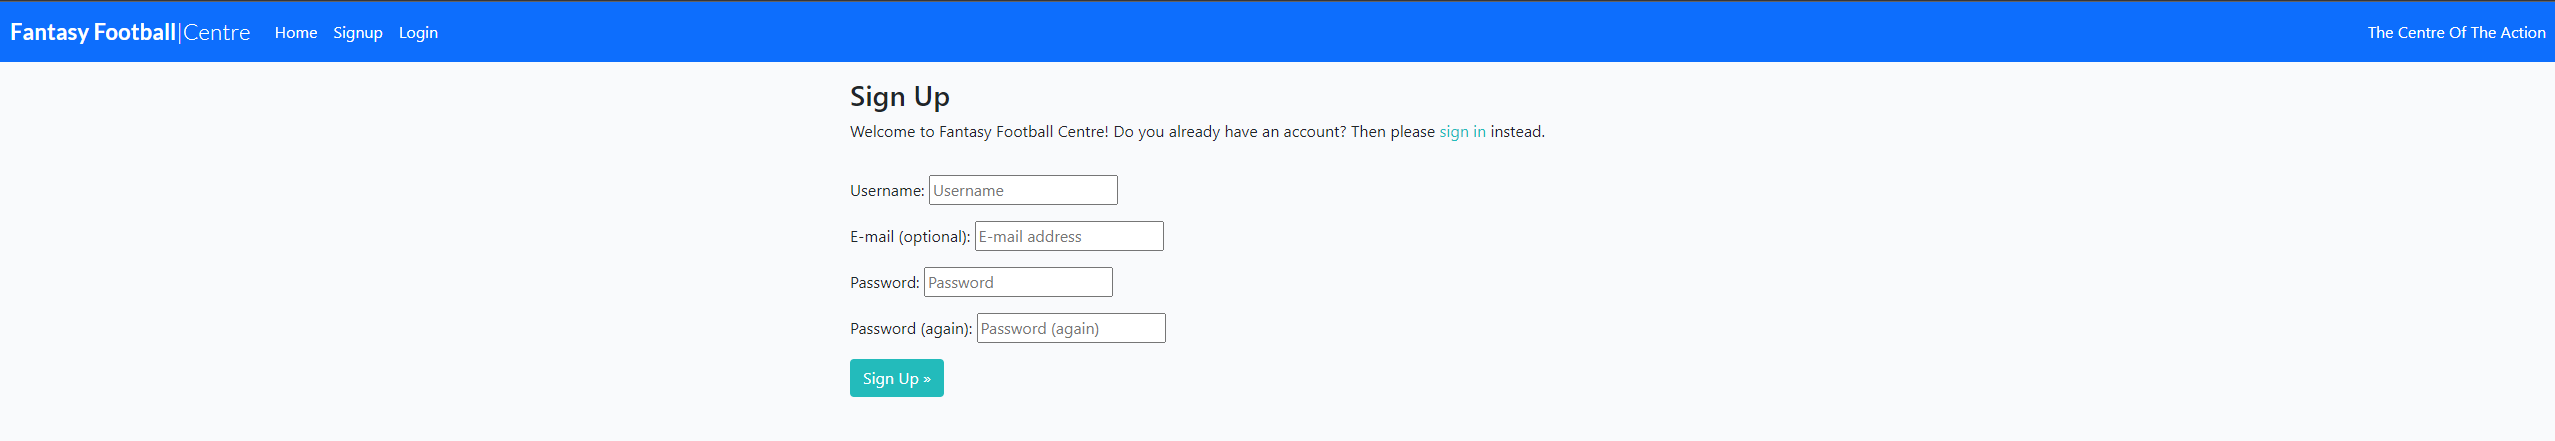 Fantasy Football|Centre Home Signup Login The Centre Of The Action
Sign Up
Welcome to Fantasy Football Centre! Do you already have an account? Then please sign in instead.
Username: Username
E-mail (optional): E-mail address
Password: Password
Password (again): Password (again)
Sign Up »